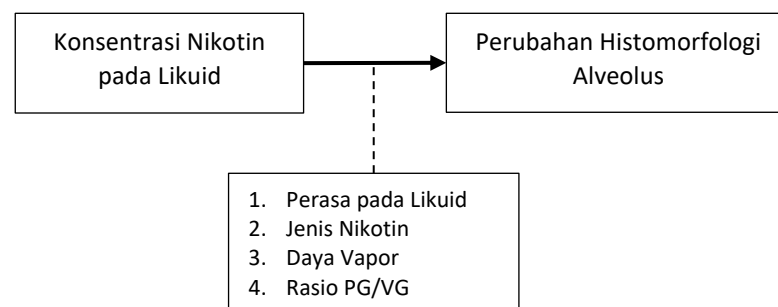 Konsentrasi Nikotin
pada Likuid
Perubahan Histomorfologi
Alveolus
1. Perasa pada Likuid
2. Jenis Nikotin
3. Daya Vapor
4. Rasio PG/VG